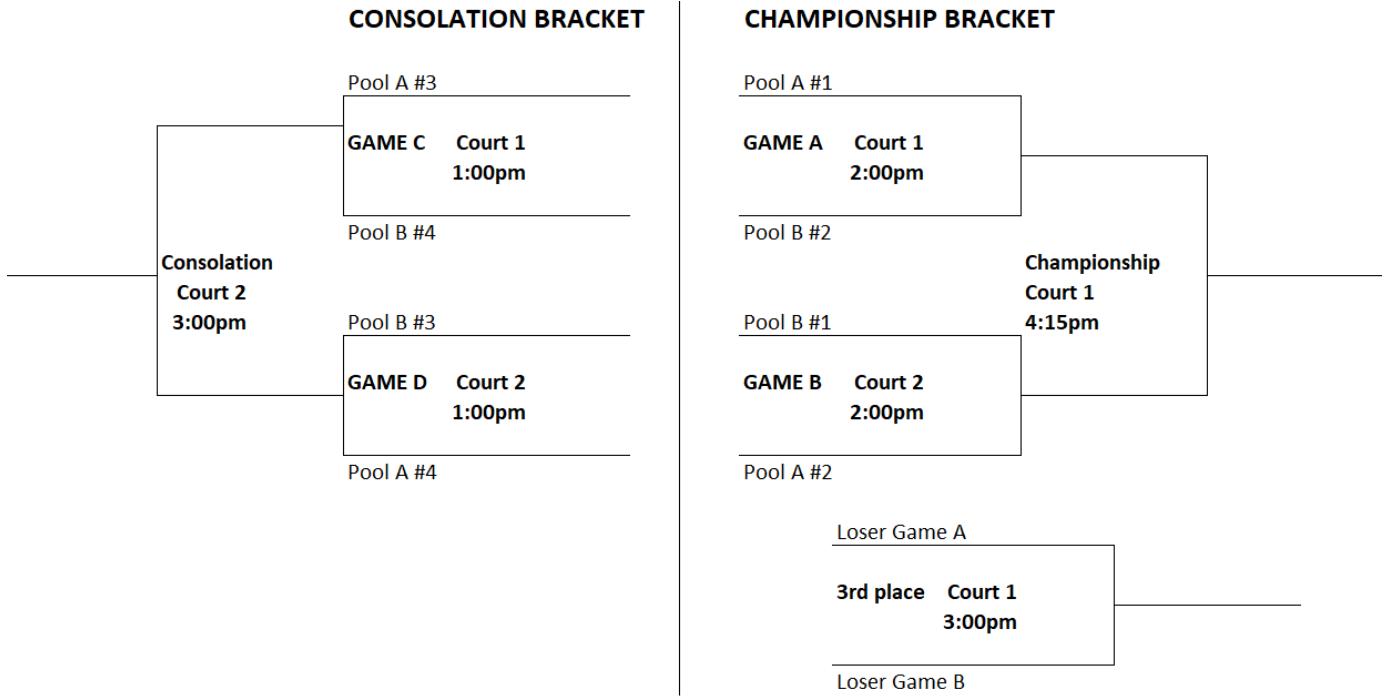 CONSOLATION BRACKET
Pool A #3
GAME C Court 1
1:00pm
Pool B #4
Consolation
Court 2
3:00pm
Pool B #3
GAME D Court 2
1:00pm
Pool A #4
CHAMPIONSHIP BRACKET
Pool A #1
GAME A Court 1
2:00pm
Pool B #2
Championship
Court 1
4:15pm
Pool B #1
GAME B Court 2
2:00pm
Pool A #2
Loser Game A
3rd place Court 1
3:00pm
Loser Game B